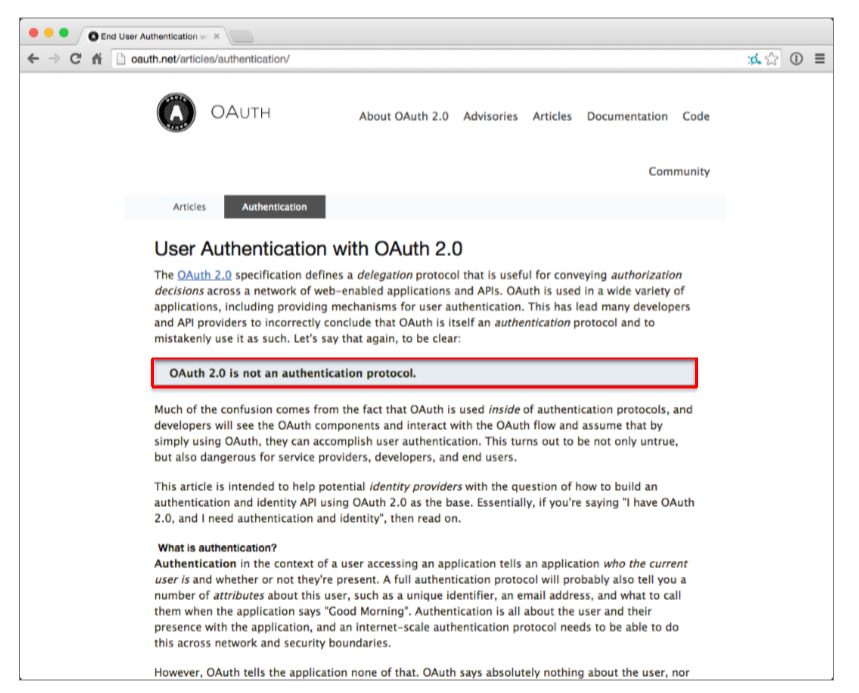 End User Authentication w
oauth.net/articles/authentication/
OAUTH
About OAuth 2.0 Advisories Articles Documentation Code
Community
Articles Authentication
User Authentication with OAuth 2.0
The OAuth 2.0 specification defines a delegation protocol that is useful for conveying authorization
decisions across a network of web-enabled applications and APIs. OAuth is used in a wide variety of
applications, including providing mechanisms for user authentication. This has lead many developers
and API providers to incorrectly conclude that OAuth is itself an authentication protocol and to
mistakenly use it as such. Let's say that again, to be clear:
OAuth 2.0 is not an authentication protocol.
Much of the confusion comes from the fact that OAuth is used inside of authentication protocols, and
developers will see the OAuth components and interact with the OAuth flow and assume that by
simply using OAuth, they can accomplish user authentication. This turns out to be not only untrue,
but also dangerous for service providers, developers, and end users.
This article is intended to help potential identity providers with the question of how to build an
authentication and identity API using OAuth 2.0 as the base. Essentially, if you're saying "I have OAuth
2.0, and I need authentication and identity", then read on.
What is authentication?
Authentication in the context of a user accessing an application tells an application who the current
user is and whether or not they're present. A full authentication protocol will probably also tell you a
number of attributes about this user, such as a unique identifier, an email address, and what to call
them when the application says "Good Morning". Authentication is all about the user and their
presence with the application, and an internet-scale authentication protocol needs to be able to do
this across network and security boundaries.
However, OAuth tells the application none of that. OAuth says absolutely nothing about the user, nor